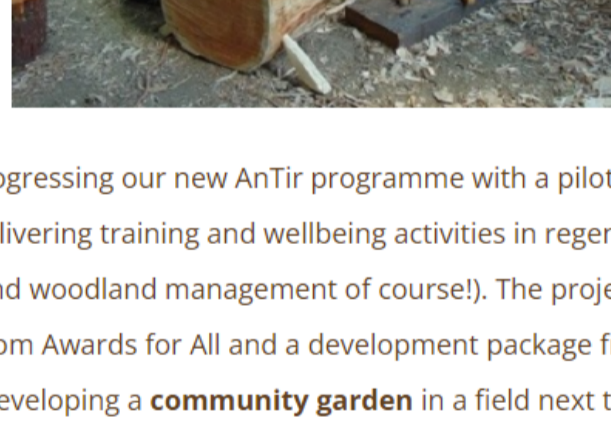 ogressing our new AnTir programme with a pilot
livering training and wellbeing activities in regen
nd woodland management of course!). The proje
om Awards for All and a development package fi
eveloping a community garden in a field next t